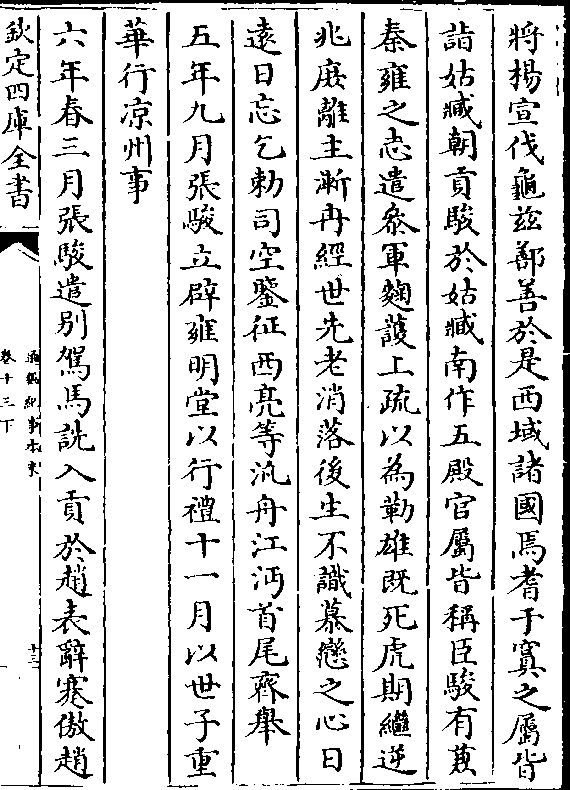 將楊宣伐龜玆鄯善於是西域諸國焉耆于窴之屬皆
詣姑臧朝貢駿於姑臧南作五殿官屬皆稱臣駿有蒹
秦雍之志遣叅軍麴護上疏以為勒雄既死虎期繼逆
兆庻離主漸冉經世先老消落後生不識慕戀之心日
遠日忘乞勅司空鑒征西亮等汎舟江沔首尾齊舉
五年九月張駿立辟雍明堂以行禮十一月以世子重
華行凉州事
六年春三月張駿遣别駕馬詵入貢於趙表辭蹇傲趙
欽定四庫全書
通鑑紀事本末
卷十三下
十三